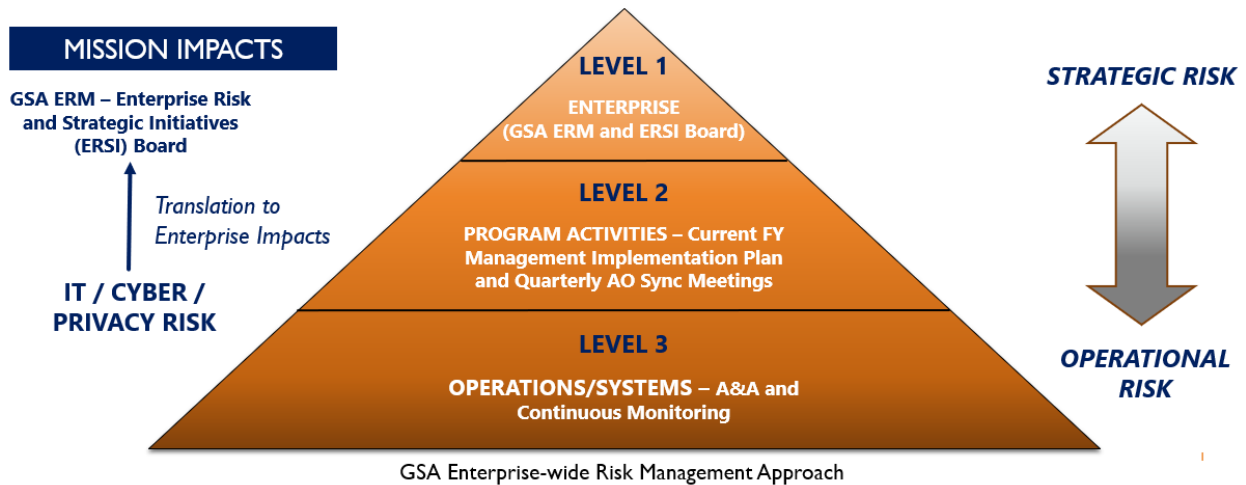 MISSION IMPACTS
GSA ERM – Enterprise Risk
and Strategic Initiatives
(ERSI) Board
Translation to
Enterprise Impacts
IT / CYBER /
PRIVACY RISK
LEVEL 1
ENTERPRISE
(GSA ERM and ERSI Board)
LEVEL 2
PROGRAM ACTIVITIES – Current FY
Management Implementation Plan
and Quarterly AO Sync Meetings
LEVEL 3
OPERATIONS/SYSTEMS – A&A and
Continuous Monitoring
STRATEGIC RISK
OPERATIONAL
RISK
GSA Enterprise-wide Risk Management Approach